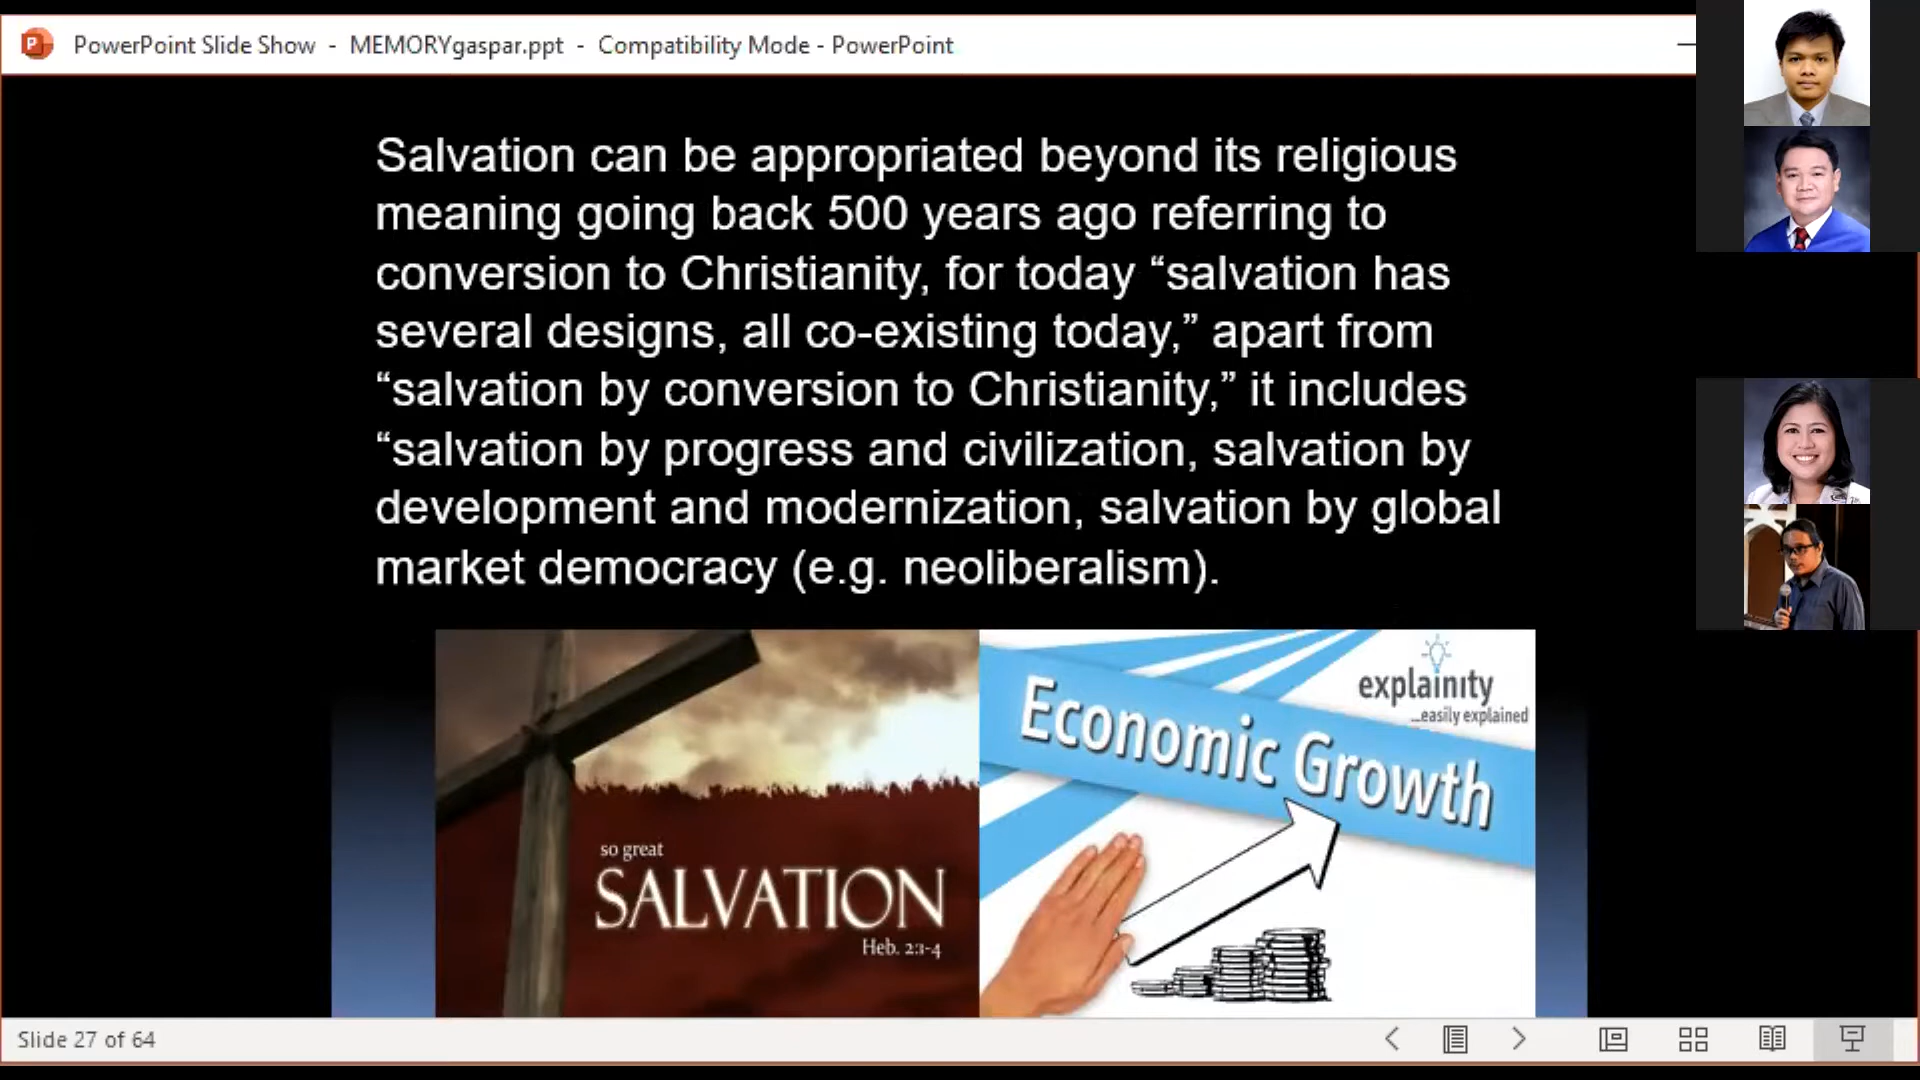 PowerPoint Slide Show - MEMORYgaspar.ppt - Compatibility Mode - PowerPoint
Salvation can be appropriated beyond its religious
meaning going back 500 years ago referring to
conversion to Christianity, for today “salvation has
several designs, all co-existing today,” apart from
“salvation by conversion to Christianity,” it includes
“salvation by progress and civilization, salvation by
development and modernization, salvation by global
market democracy (e.g. neoliberalism).
so great
SALVATION
Heb. 2:1-4
explainity
...easily explained
Economic Growth
Slide 27 of 64